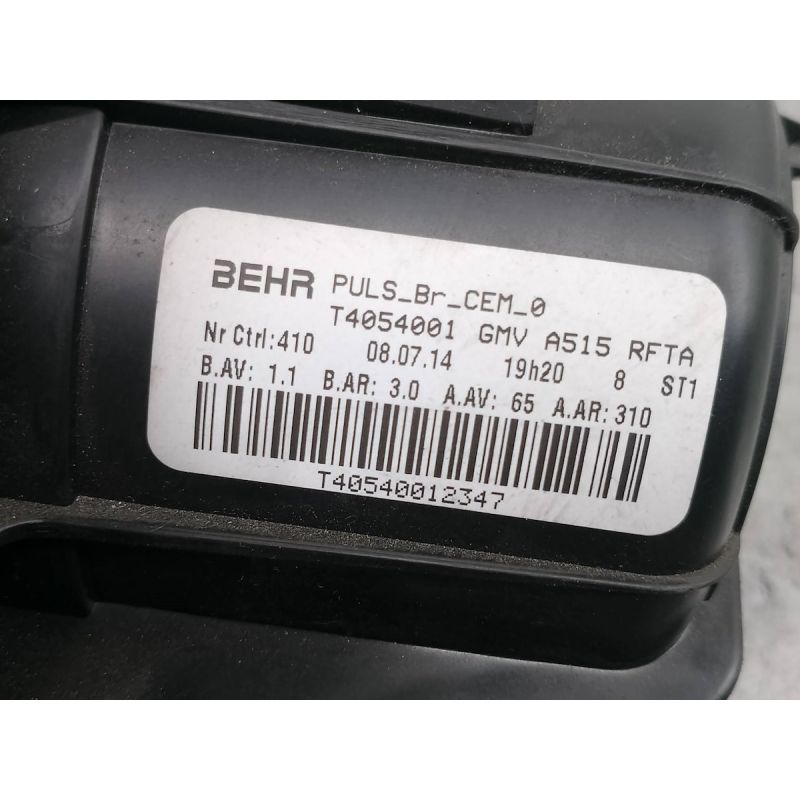 BEHR PULS_Br_CEM_0
T4054001 GMV A515 RFTA
Nr Ctrl:410 08.07.14 19h20 8 ST1
B.AV: 1.1 B.AR: 3.0 A.AV: 65 A.AR: 310
T40540012347